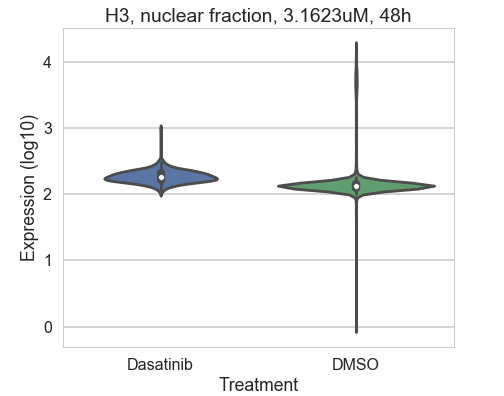 H3, nuclear fraction, 3.1623uM, 48h
Expression (log10)
4
3
2
1
0
Dasatinib DMSO
Treatment